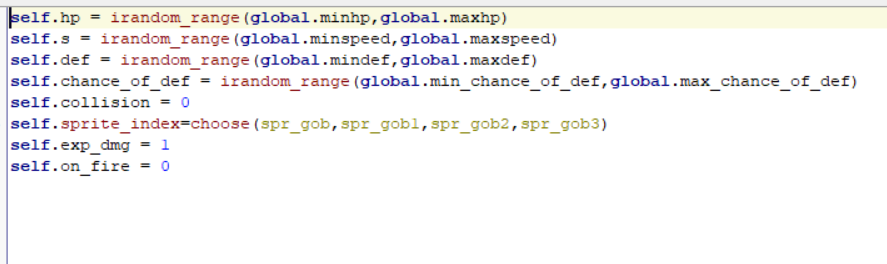 self.hp = irandom_range(global.minhp,global.maxhp)
self.s = irandom_range(global.minspeed,global.maxspeed)
self.def = irandom_range(global.mindef,global.maxdef)
self.chance_of_def = irandom_range(global.min_chance_of_def,global.max_chance_of_def)
self.collision = 0
self.sprite_index=choose(spr_gob,spr_gob1,spr_gob2,spr_gob3)
self.exp_dmg = 1
self.on_fire = 0